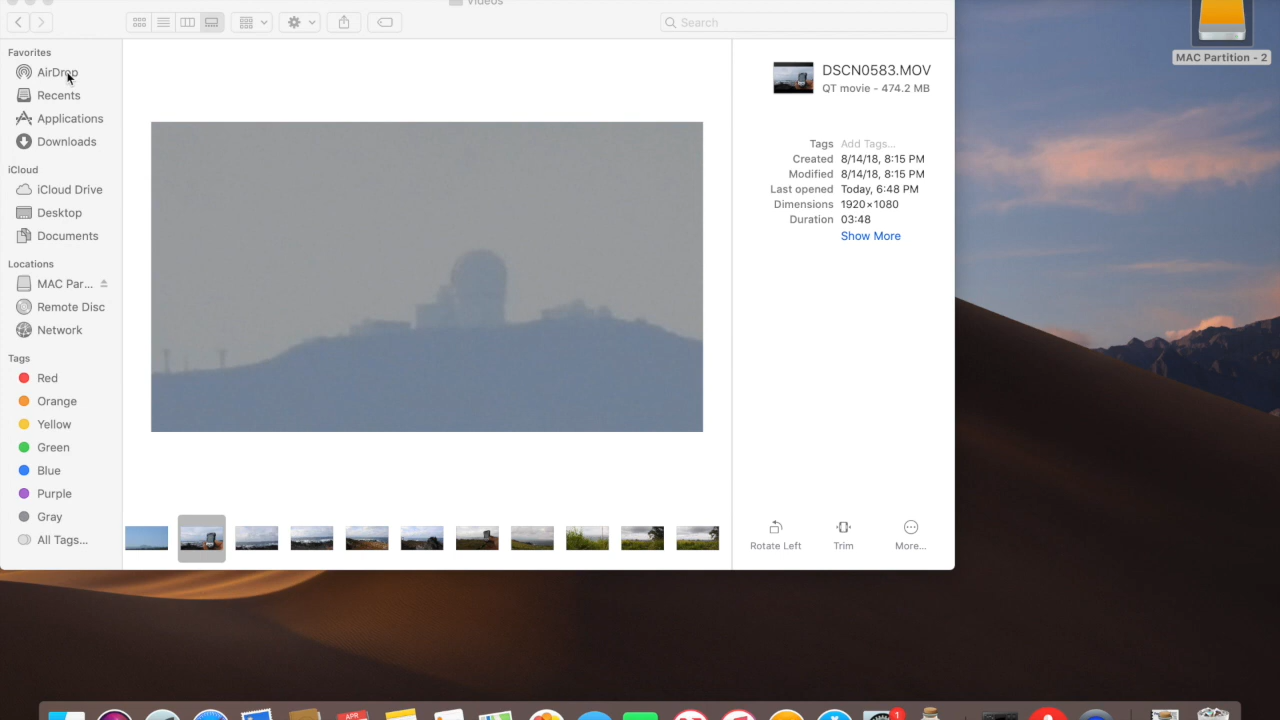 Videos
Search
Favorites
AirDrop
Recents
Applications
Downloads
iCloud
iCloud Drive
Desktop
Documents
Locations
MAC Par...
Remote Disc
Network
Tags
Red
Orange
Yellow
Green
Blue
Purple
Gray
All Tags...
DSCN0583.MOV
QT movie - 474.2 MB
Tags Add Tags...
Created 8/14/18, 8:15 PM
Modified 8/14/18, 8:15 PM
Last opened Today, 6:48 PM
Dimensions 1920×1080
Duration 03:48
Show More
Rotate Left
Trim
More...
MAC Partition - 2
APR
1